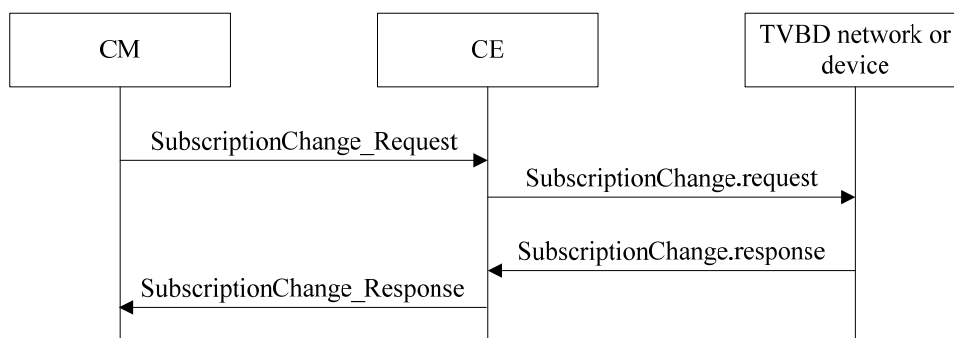 CM
CE
TVBD network or
device
SubscriptionChange_Request
SubscriptionChange.request
SubscriptionChange.response
SubscriptionChange_Response